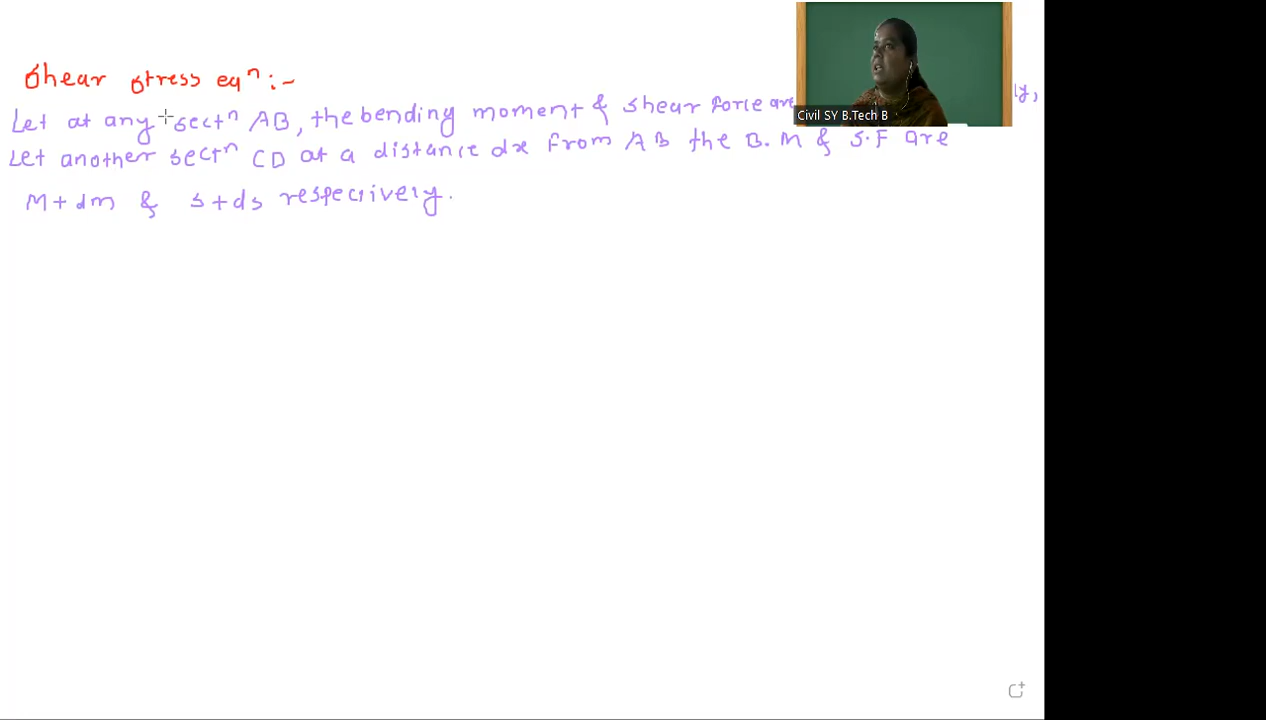 Shear stress eqⁿ :-
Let at any sectⁿ AB, the bending moment & shear force are ly,
Civil SY B.Tech B
Let another sectⁿ CD at a distance dx from AB the B.M & S.F are
M+dm & s+ds respectively.